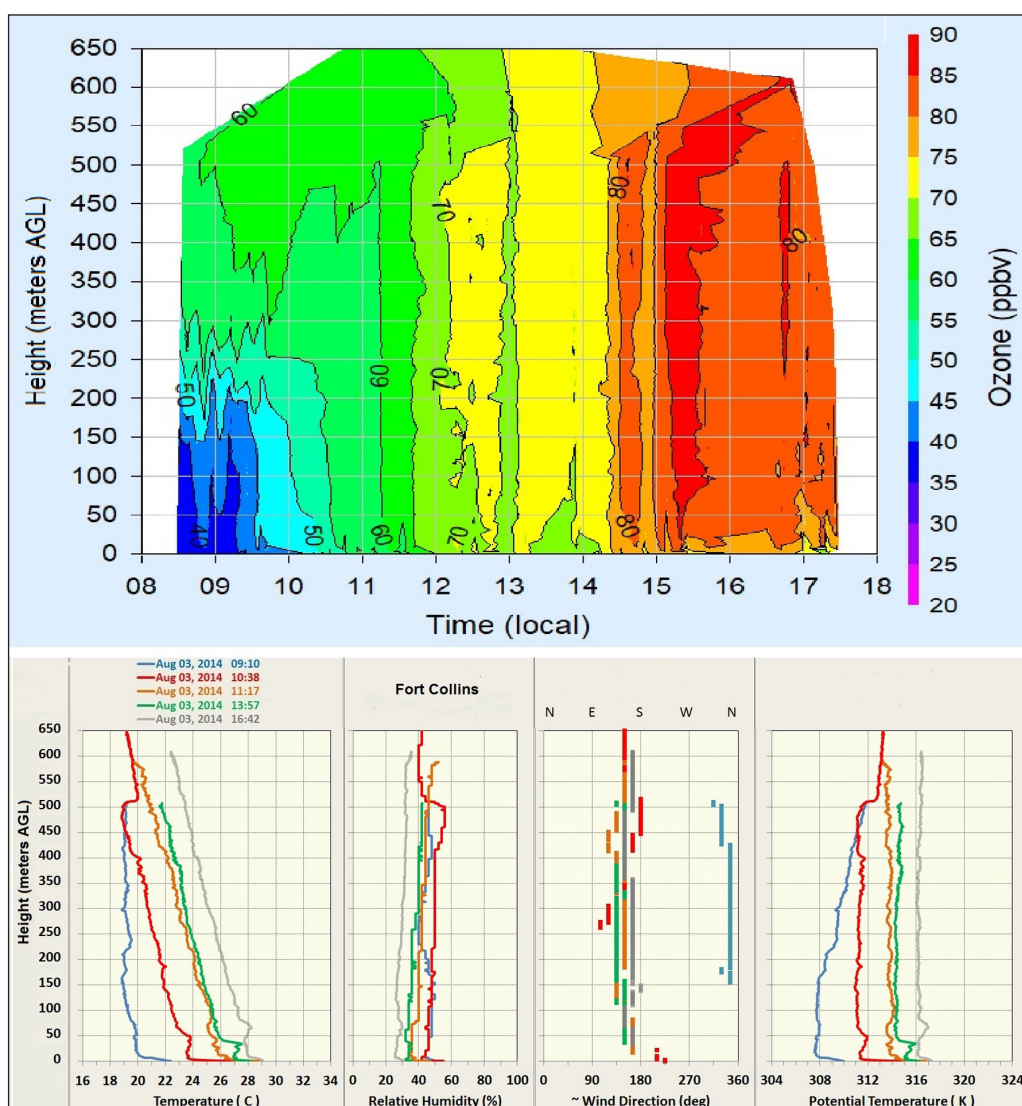 650
600
550
500
450
400
350
300
250
200
150
100
50
0
Height (meters AGL)
60
50
40
50
60
60
70
70
70
80
80
80
08 09 10 11 12 13 14 15 16 17 18
Time (local)
90
85
80
75
70
65
60
55
50
45
40
35
30
25
20
Ozone (ppbv)
Aug 03, 2014 09:10
Aug 03, 2014 10:38
Aug 03, 2014 11:17
Aug 03, 2014 13:57
Aug 03, 2014 16:42
Fort Collins
N E S W N
650
600
550
500
450
400
350
300
250
200
150
100
50
0
Height (meters AGL)
16 18 20 22 24 26 28 30 32 34
Temperature ( C)
0 20 40 60 80 100
Relative Humidity (%)
0 90 180 270 360
~ Wind Direction (deg)
304 308 312 316 320 324
Potential Temperature ( K)